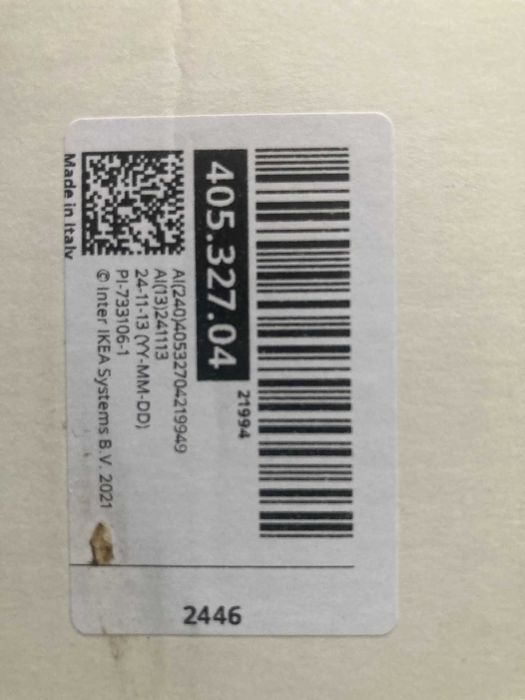 405.327.04
21994
AI(240)40532704219949
AI(13)241113
24-11-13 (YY-MM-DD)
PI-733106-1
© Inter IKEA Systems B.V. 2021
Made in Italy
2446